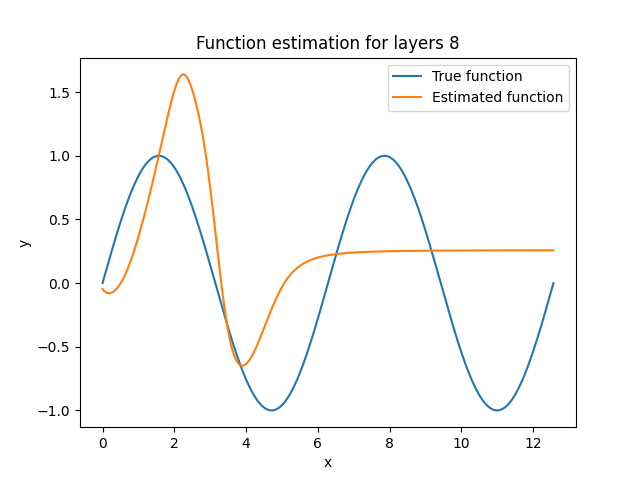 Function estimation for layers 8
True function
Estimated function
1.5
1.0
0.5
0.0
−0.5
−1.0
y
0 2 4 6 8 10 12
x